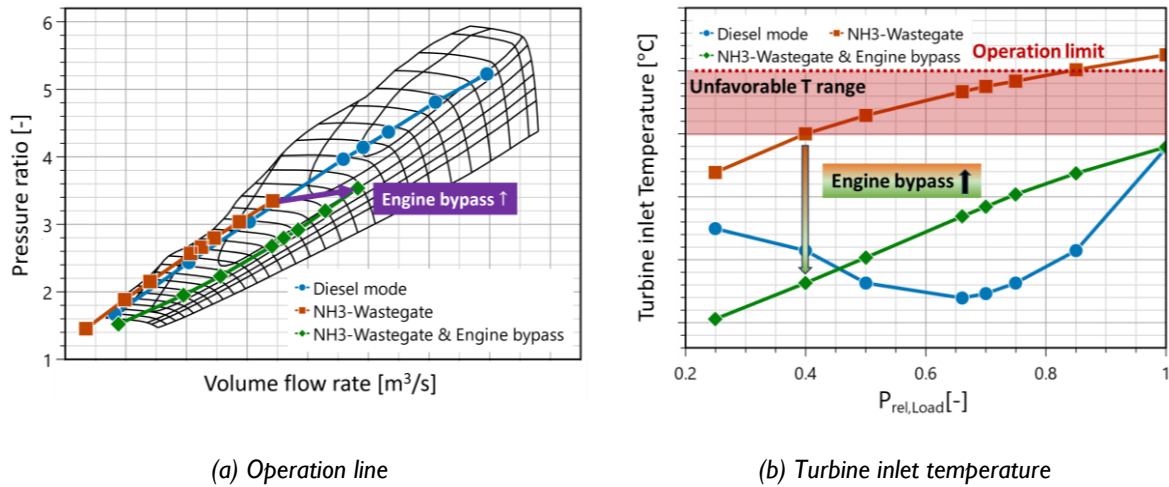 6
5
4
3
2
1
Pressure ratio [-]
Engine bypass ↑
Diesel mode
NH3-Wastegate
NH3-Wastegate & Engine bypass
Volume flow rate [m³/s]
(a) Operation line
Turbine inlet Temperature [°C]
Diesel mode NH3-Wastegate
NH3-Wastegate & Engine bypass
Operation limit
Unfavorable T range
Engine bypass ↑
0.2 0.4 0.6 0.8 1
P_rel,Load[-]
(b) Turbine inlet temperature